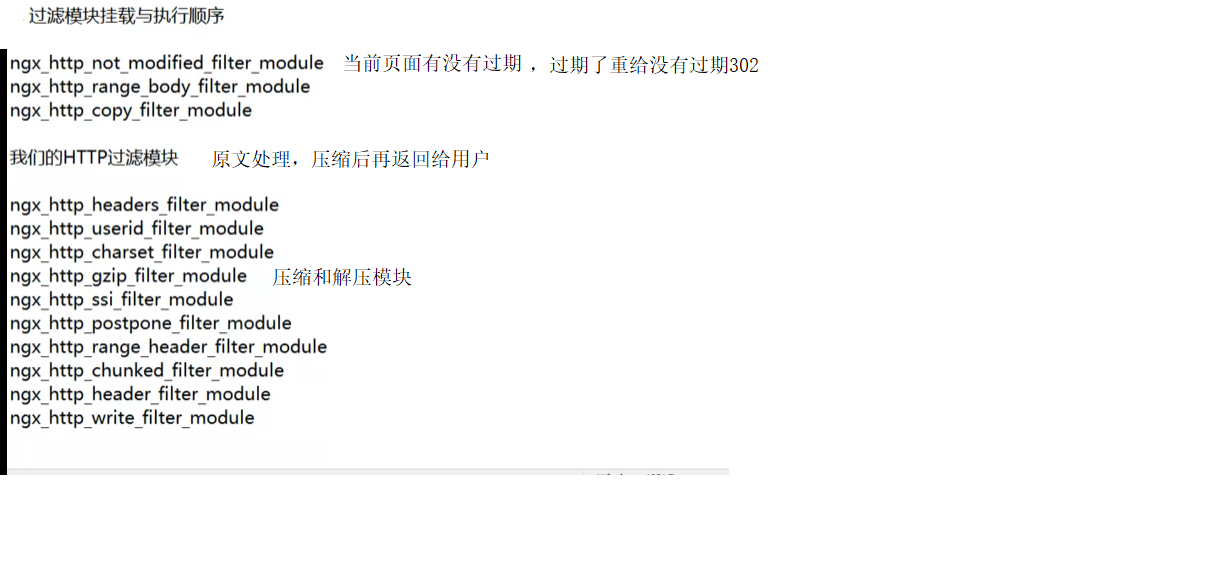 过滤模块挂载与执行顺序
ngx_http_not_modified_filter_module 当前页面有没有过期 ，过期了重给没有过期302
ngx_http_range_body_filter_module
ngx_http_copy_filter_module
我们的HTTP过滤模块 原文处理，压缩后再返回给用户
ngx_http_headers_filter_module
ngx_http_userid_filter_module
ngx_http_charset_filter_module
ngx_http_gzip_filter_module 压缩和解压模块
ngx_http_ssi_filter_module
ngx_http_postpone_filter_module
ngx_http_range_header_filter_module
ngx_http_chunked_filter_module
ngx_http_header_filter_module
ngx_http_write_filter_module